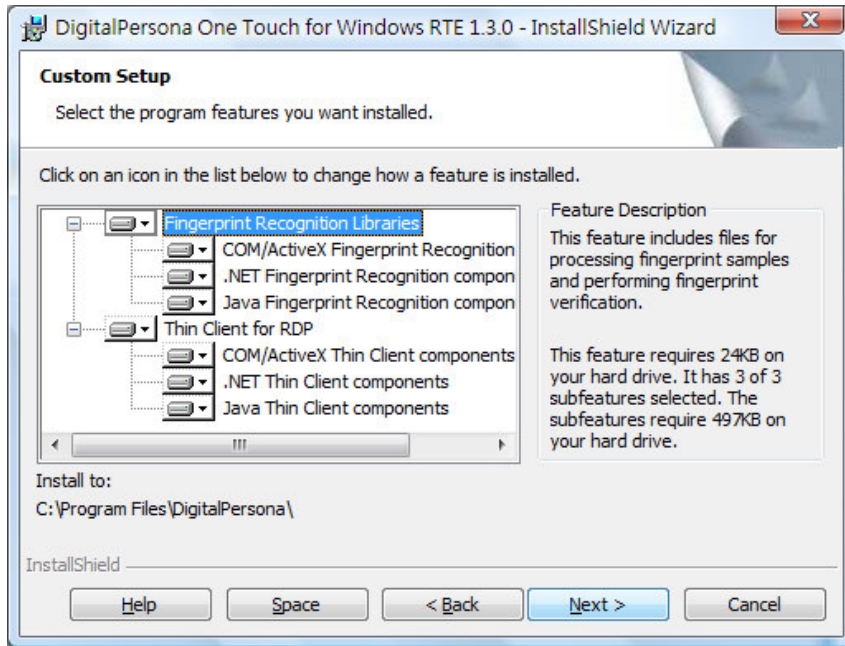 DigitalPersona One Touch for Windows RTE 1.3.0 - InstallShield Wizard
Custom Setup
Select the program features you want installed.
Click on an icon in the list below to change how a feature is installed.
Fingerprint Recognition Libraries
COM/ActiveX Fingerprint Recognition
.NET Fingerprint Recognition compon
Java Fingerprint Recognition compon
Thin Client for RDP
COM/ActiveX Thin Client components
.NET Thin Client components
Java Thin Client components
Feature Description
This feature includes files for
processing fingerprint samples
and performing fingerprint
verification.
This feature requires 24KB on
your hard drive. It has 3 of 3
subfeatures selected. The
subfeatures require 497KB on
your hard drive.
Install to:
C:\Program Files\DigitalPersona\
InstallShield
Help
Space
< Back
Next >
Cancel